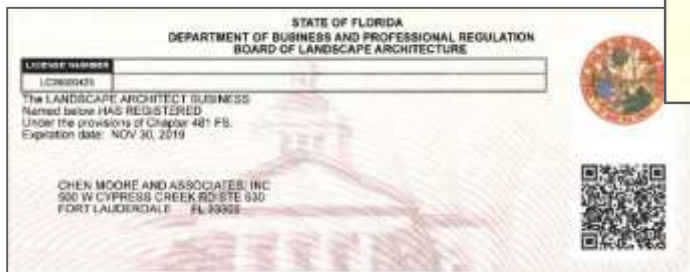 STATE OF FLORIDA
DEPARTMENT OF BUSINESS AND PROFESSIONAL REGULATION
BOARD OF LANDSCAPE ARCHITECTURE
LICENSE NUMBER
The LANDSCAPE ARCHITECT BUSINESS
Named below HAS REGISTERED
Under the provisions of Chapter 481 FS.
Expiration date: NOV 30, 2019
CHEN MOORE AND ASSOCIATES, INC
500 W CYPRESS CREEK RD STE 630
FORT LAUDERDALE FL